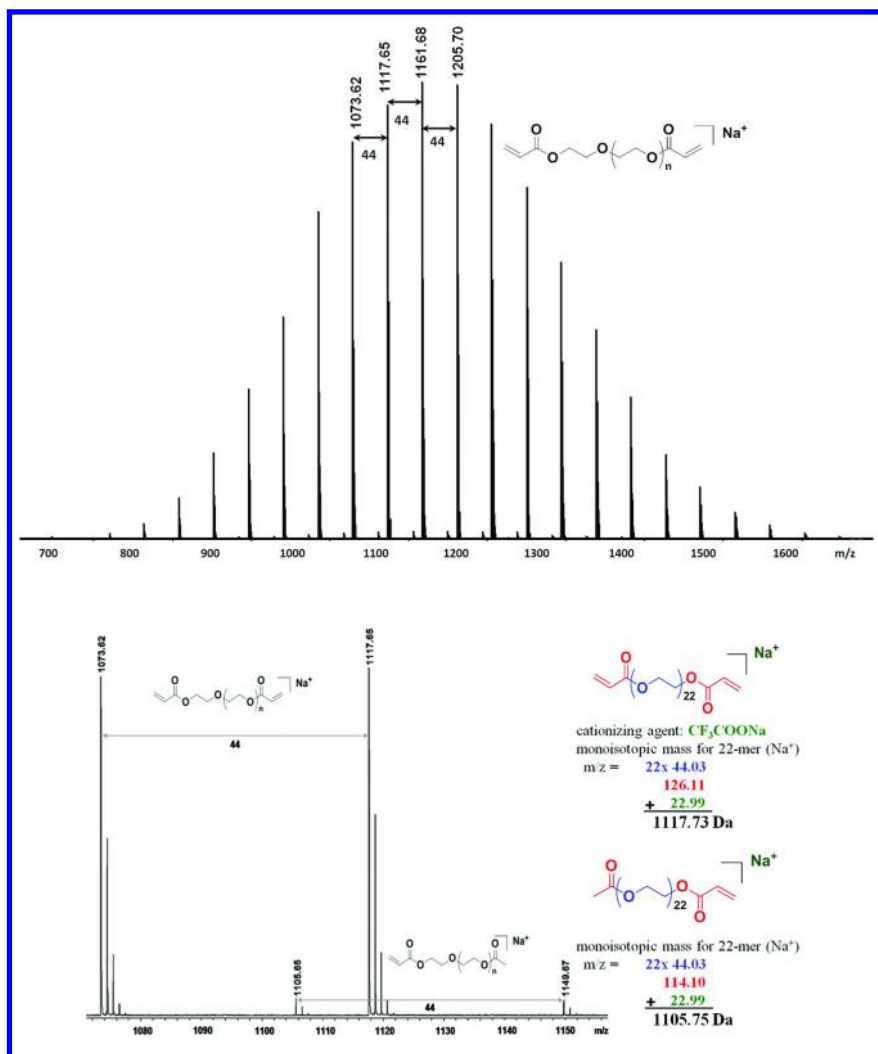 1073.62
1117.65
1161.68
1205.70
44
44
44
O
O
O
O
O
n
Na+
700 800 900 1000 1100 1200 1300 1400 1500 1600 m/z
1073.62
1117.65
O
O
O
O
O
n
Na+
44
1105.65
1149.67
O
O
O
O
O
n
Na+
44
1080 1090 1100 1110 1120 1130 1140 1150 m/z
O
O
22
O
O
Na+
cationizing agent: CF3COONa
monoisotopic mass for 22-mer (Na+)
m/z = 22x 44.03
126.11
+ 22.99
1117.73 Da
O
O
22
O
O
Na+
monoisotopic mass for 22-mer (Na+)
m/z = 22x 44.03
114.10
+ 22.99
1105.75 Da